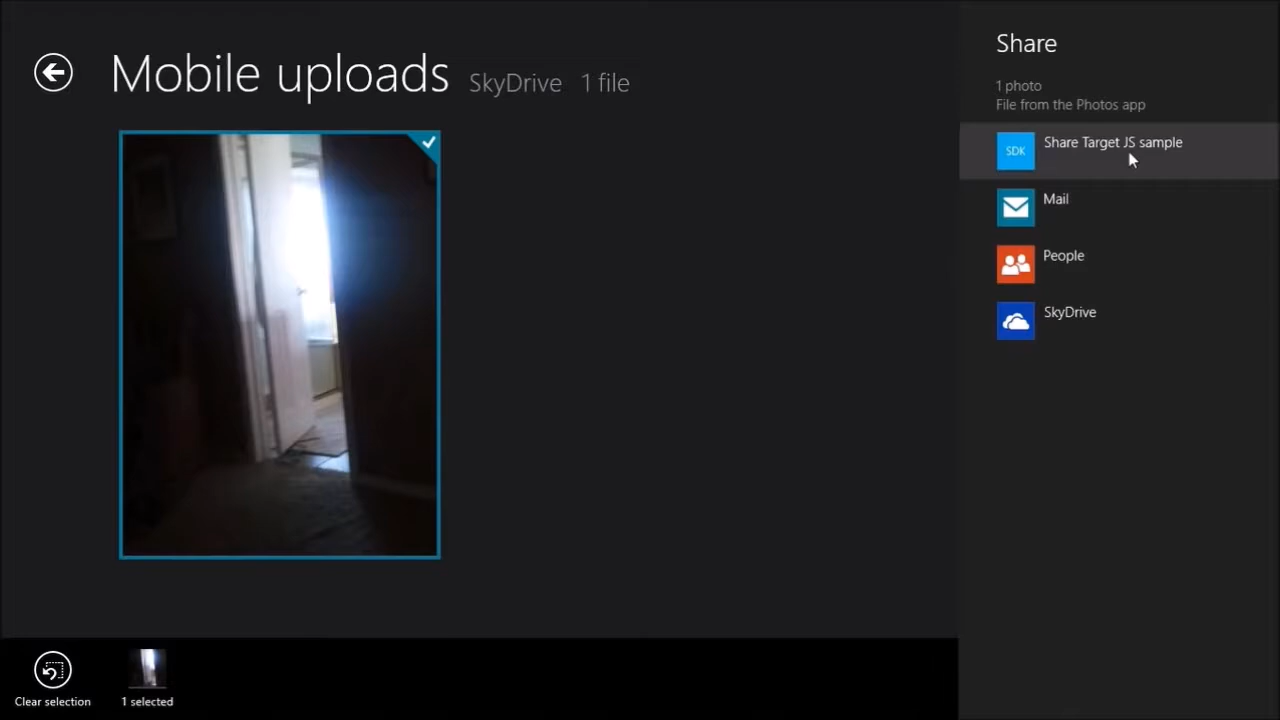 Mobile uploads SkyDrive 1 file
Share
1 photo
File from the Photos app
SDK Share Target JS sample
Mail
People
SkyDrive
Clear selection
1 selected